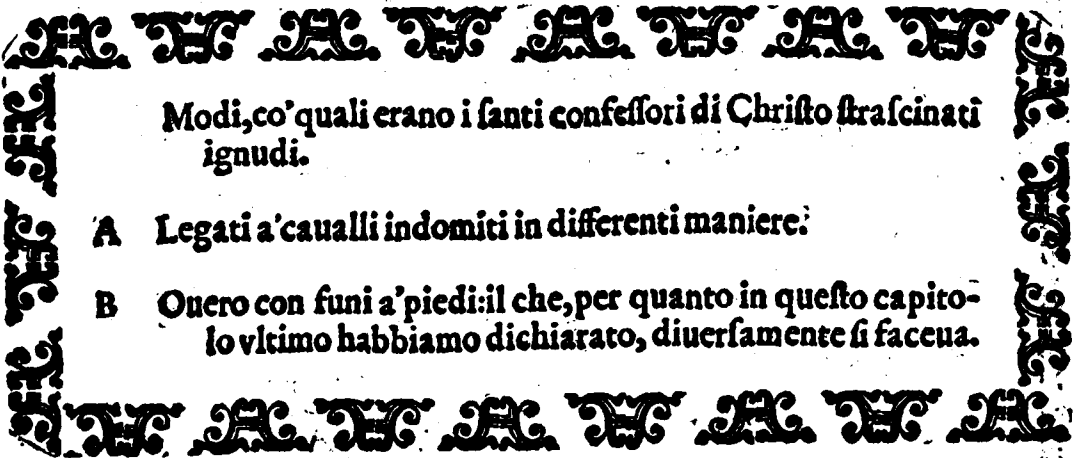 Modi,co'quali erano i ſanti confeſſori di Chriſto ſtraſcinati
ignudi.
A Legati a'caualli indomiti in differenti maniere.
B Ouero con funi a'piedi:il che,per quanto in queſto capito-
lo vltimo habbiamo dichiarato, diuerſamente ſi faceua.